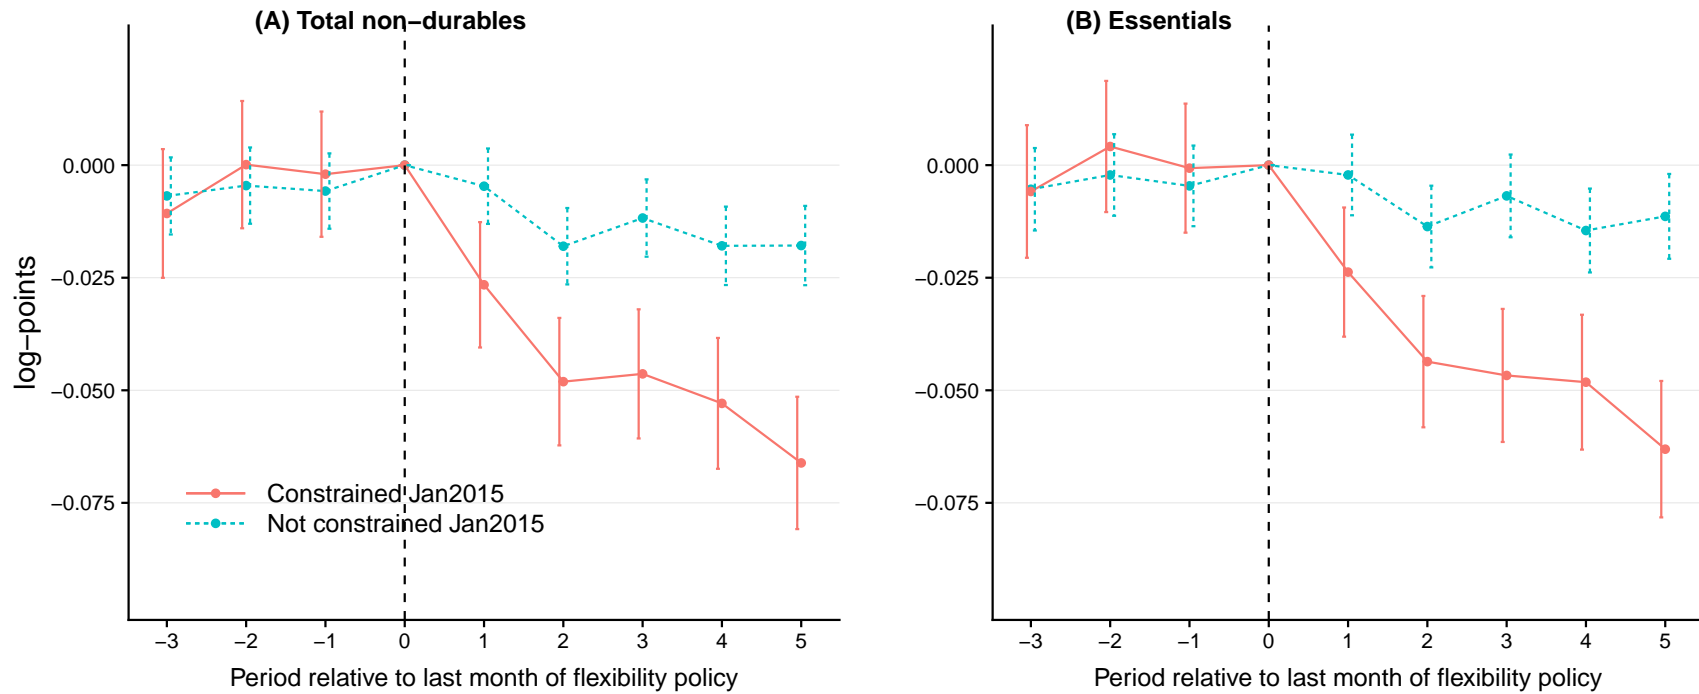 (A) Total non−durables
(B) Essentials
log−points
0.000
−0.025
−0.050
−0.075
Constrained Jan2015
Not constrained Jan2015
−3 −2 −1 0 1 2 3 4 5
Period relative to last month of flexibility policy
0.000
−0.025
−0.050
−0.075
−3 −2 −1 0 1 2 3 4 5
Period relative to last month of flexibility policy